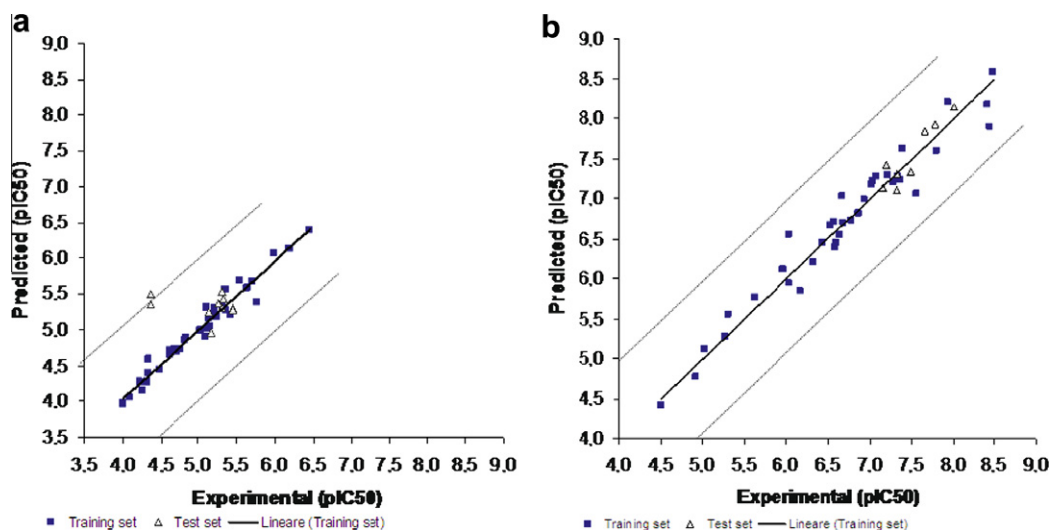 a
9,0
8,5
8,0
7,5
7,0
6,5
6,0
5,5
5,0
4,5
4,0
3,5
Predicted (pIC50)
3,5 4,0 4,5 5,0 5,5 6,0 6,5 7,0 7,5 8,0 8,5 9,0
Experimental (pIC50)
Training set Test set Lineare (Training set)
b
9,0
8,5
8,0
7,5
7,0
6,5
6,0
5,5
5,0
4,5
4,0
Predicted (pIC50)
4,0 4,5 5,0 5,5 6,0 6,5 7,0 7,5 8,0 8,5 9,0
Experimental (pIC50)
Training set Test set Lineare (Training set)